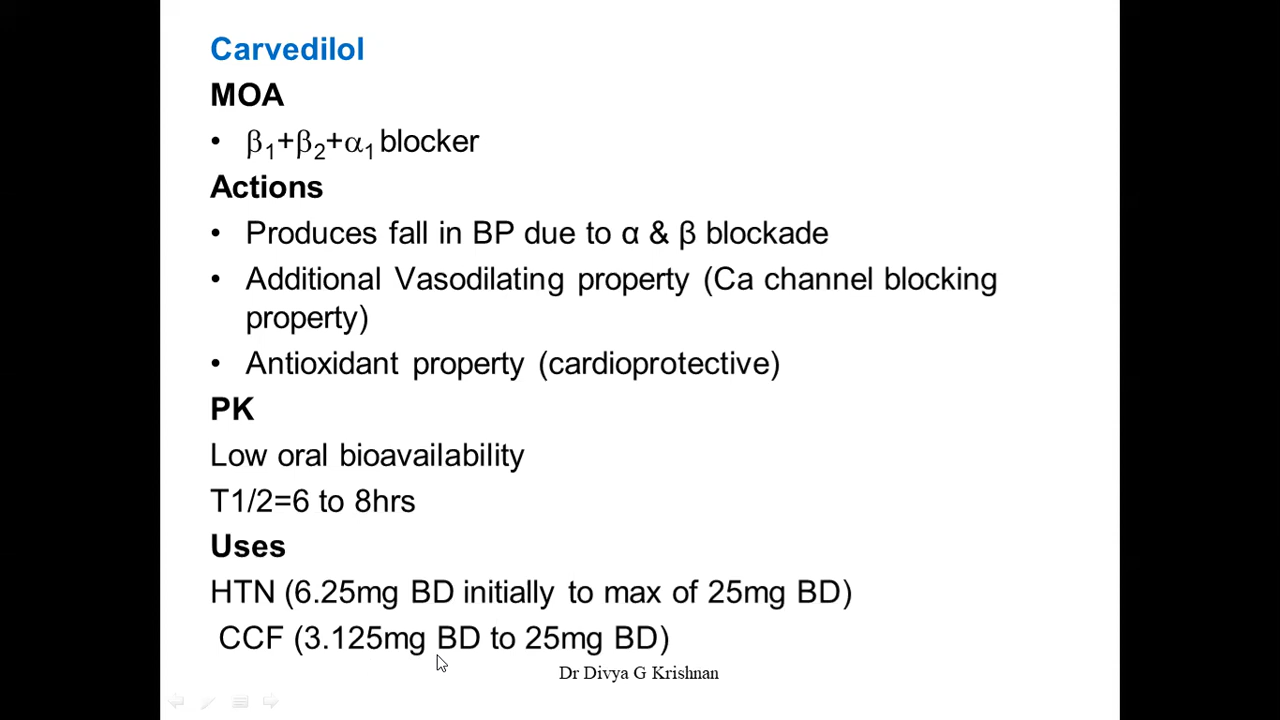 Carvedilol
MOA
• β₁+β₂+α₁ blocker
Actions
• Produces fall in BP due to α & β blockade
• Additional Vasodilating property (Ca channel blocking
property)
• Antioxidant property (cardioprotective)
PK
Low oral bioavailability
T1/2=6 to 8hrs
Uses
HTN (6.25mg BD initially to max of 25mg BD)
CCF (3.125mg BD to 25mg BD)
Dr Divya G Krishnan